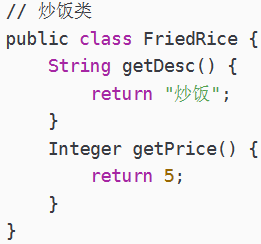 // 炒饭类
public class FriedRice {
    String getDesc() {
        return "炒饭";
    }
    Integer getPrice() {
        return 5;
    }
}